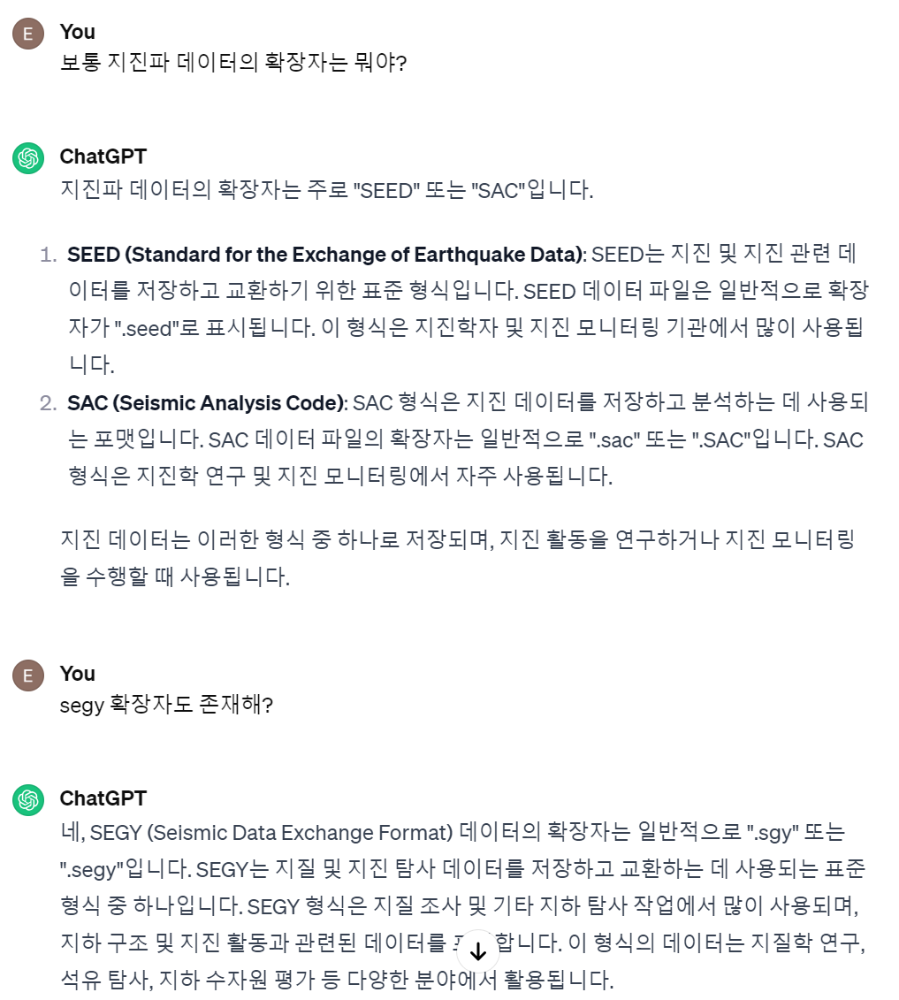 E
You
보통 지진파 데이터의 확장자는 뭐야?
ChatGPT
지진파 데이터의 확장자는 주로 "SEED" 또는 "SAC"입니다.
1. SEED (Standard for the Exchange of Earthquake Data): SEED는 지진 및 지진 관련 데
이터를 저장하고 교환하기 위한 표준 형식입니다. SEED 데이터 파일은 일반적으로 확장
자가 ".seed"로 표시됩니다. 이 형식은 지진학자 및 지진 모니터링 기관에서 많이 사용됩
니다.
2. SAC (Seismic Analysis Code): SAC 형식은 지진 데이터를 저장하고 분석하는 데 사용되
는 포맷입니다. SAC 데이터 파일의 확장자는 일반적으로 ".sac" 또는 ".SAC"입니다. SAC
형식은 지진학 연구 및 지진 모니터링에서 자주 사용됩니다.
지진 데이터는 이러한 형식 중 하나로 저장되며, 지진 활동을 연구하거나 지진 모니터링
을 수행할 때 사용됩니다.
E
You
segy 확장자도 존재해?
ChatGPT
네, SEGY (Seismic Data Exchange Format) 데이터의 확장자는 일반적으로 ".sgy" 또는
".segy"입니다. SEGY는 지질 및 지진 탐사 데이터를 저장하고 교환하는 데 사용되는 표준
형식 중 하나입니다. SEGY 형식은 지질 조사 및 기타 지하 탐사 작업에서 많이 사용되며,
지하 구조 및 지진 활동과 관련된 데이터를 이 형식의 데이터는 지질학 연구,
석유 탐사, 지하 수자원 평가 등 다양한 분야에서 활용됩니다.